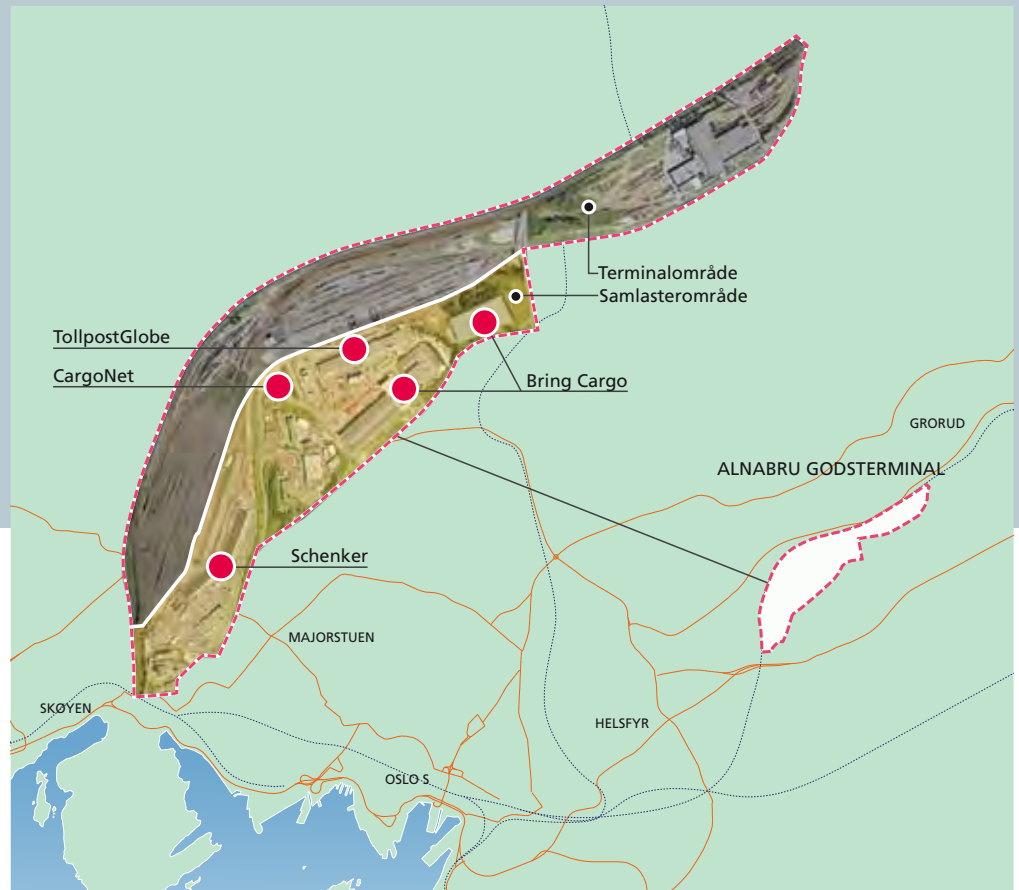 Terminalområde
Samlasterområde
TollpostGlobe
CargoNet
Bring Cargo
GRORUD
ALNABRU GODSTERMINAL
Schenker
MAJORSTUEN
SKØYEN
HELSFYR
OSLO S